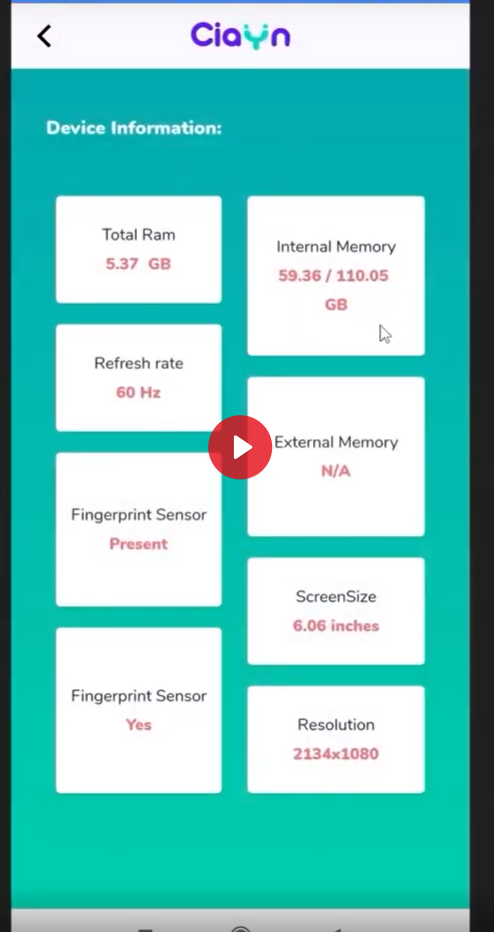 Ciayn
Device Information:
Total Ram
5.37 GB
Internal Memory
59.36 / 110.05
GB
Refresh rate
60 Hz
External Memory
N/A
Fingerprint Sensor
Present
ScreenSize
6.06 inches
Fingerprint Sensor
Yes
Resolution
2134x1080